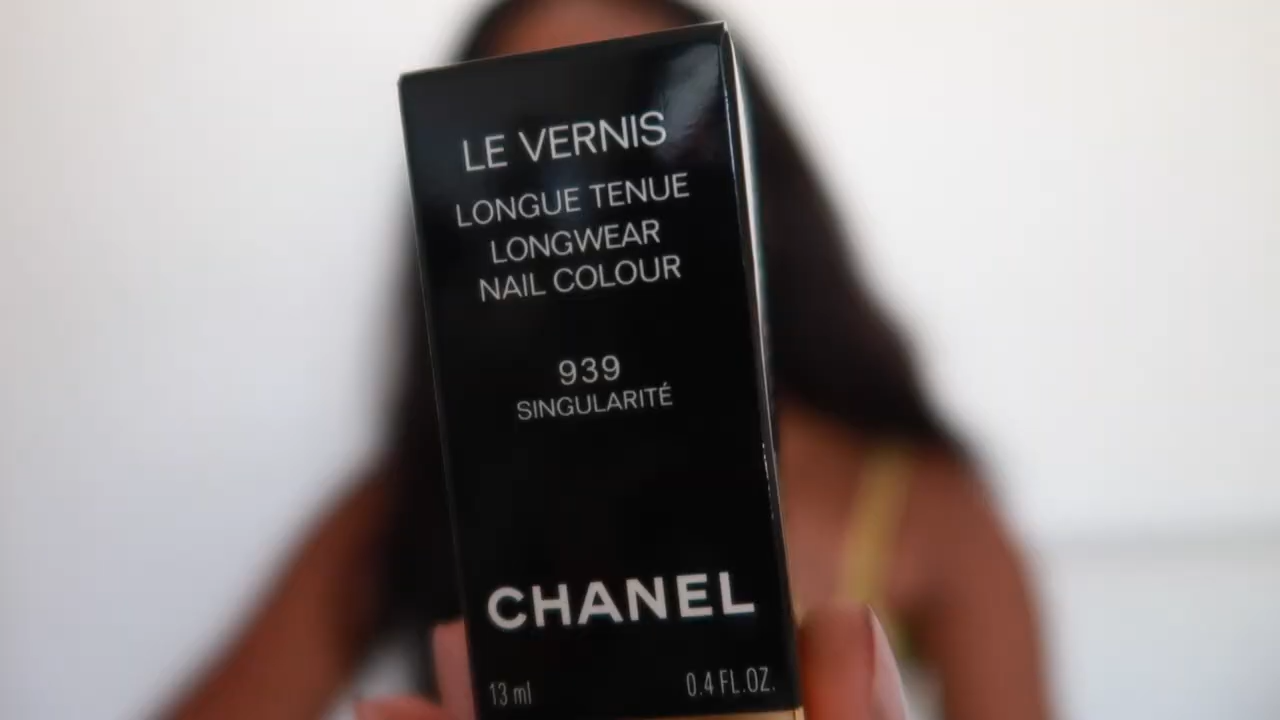 LE VERNIS
LONGUE TENUE
LONGWEAR
NAIL COLOUR
939
SINGULARITÉ
CHANEL
13 ml 0.4 FL.OZ.